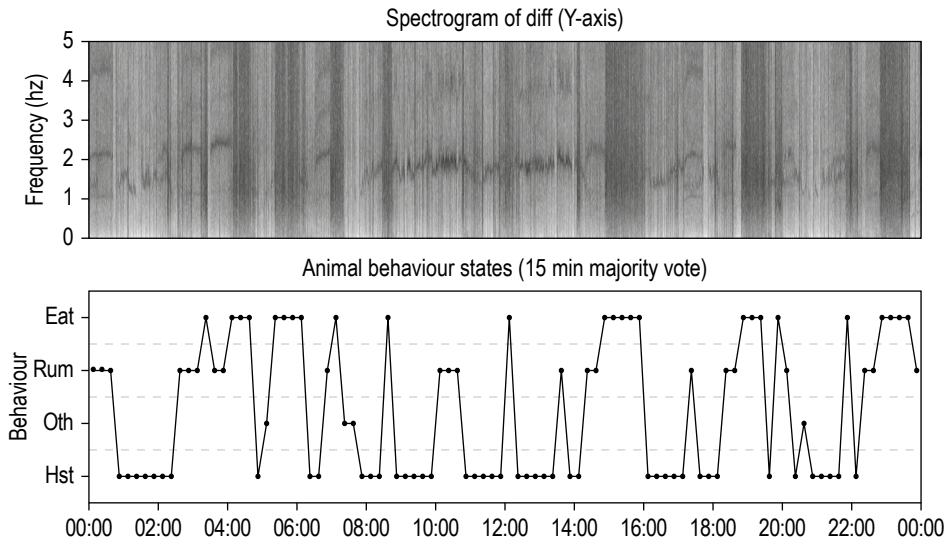 Spectrogram of diff (Y-axis)
5
4
3
2
1
0
Frequency (hz)
Animal behaviour states (15 min majority vote)
Eat
Rum
Oth
Hst
Behaviour
00:00 02:00 04:00 06:00 08:00 10:00 12:00 14:00 16:00 18:00 20:00 22:00 00:00